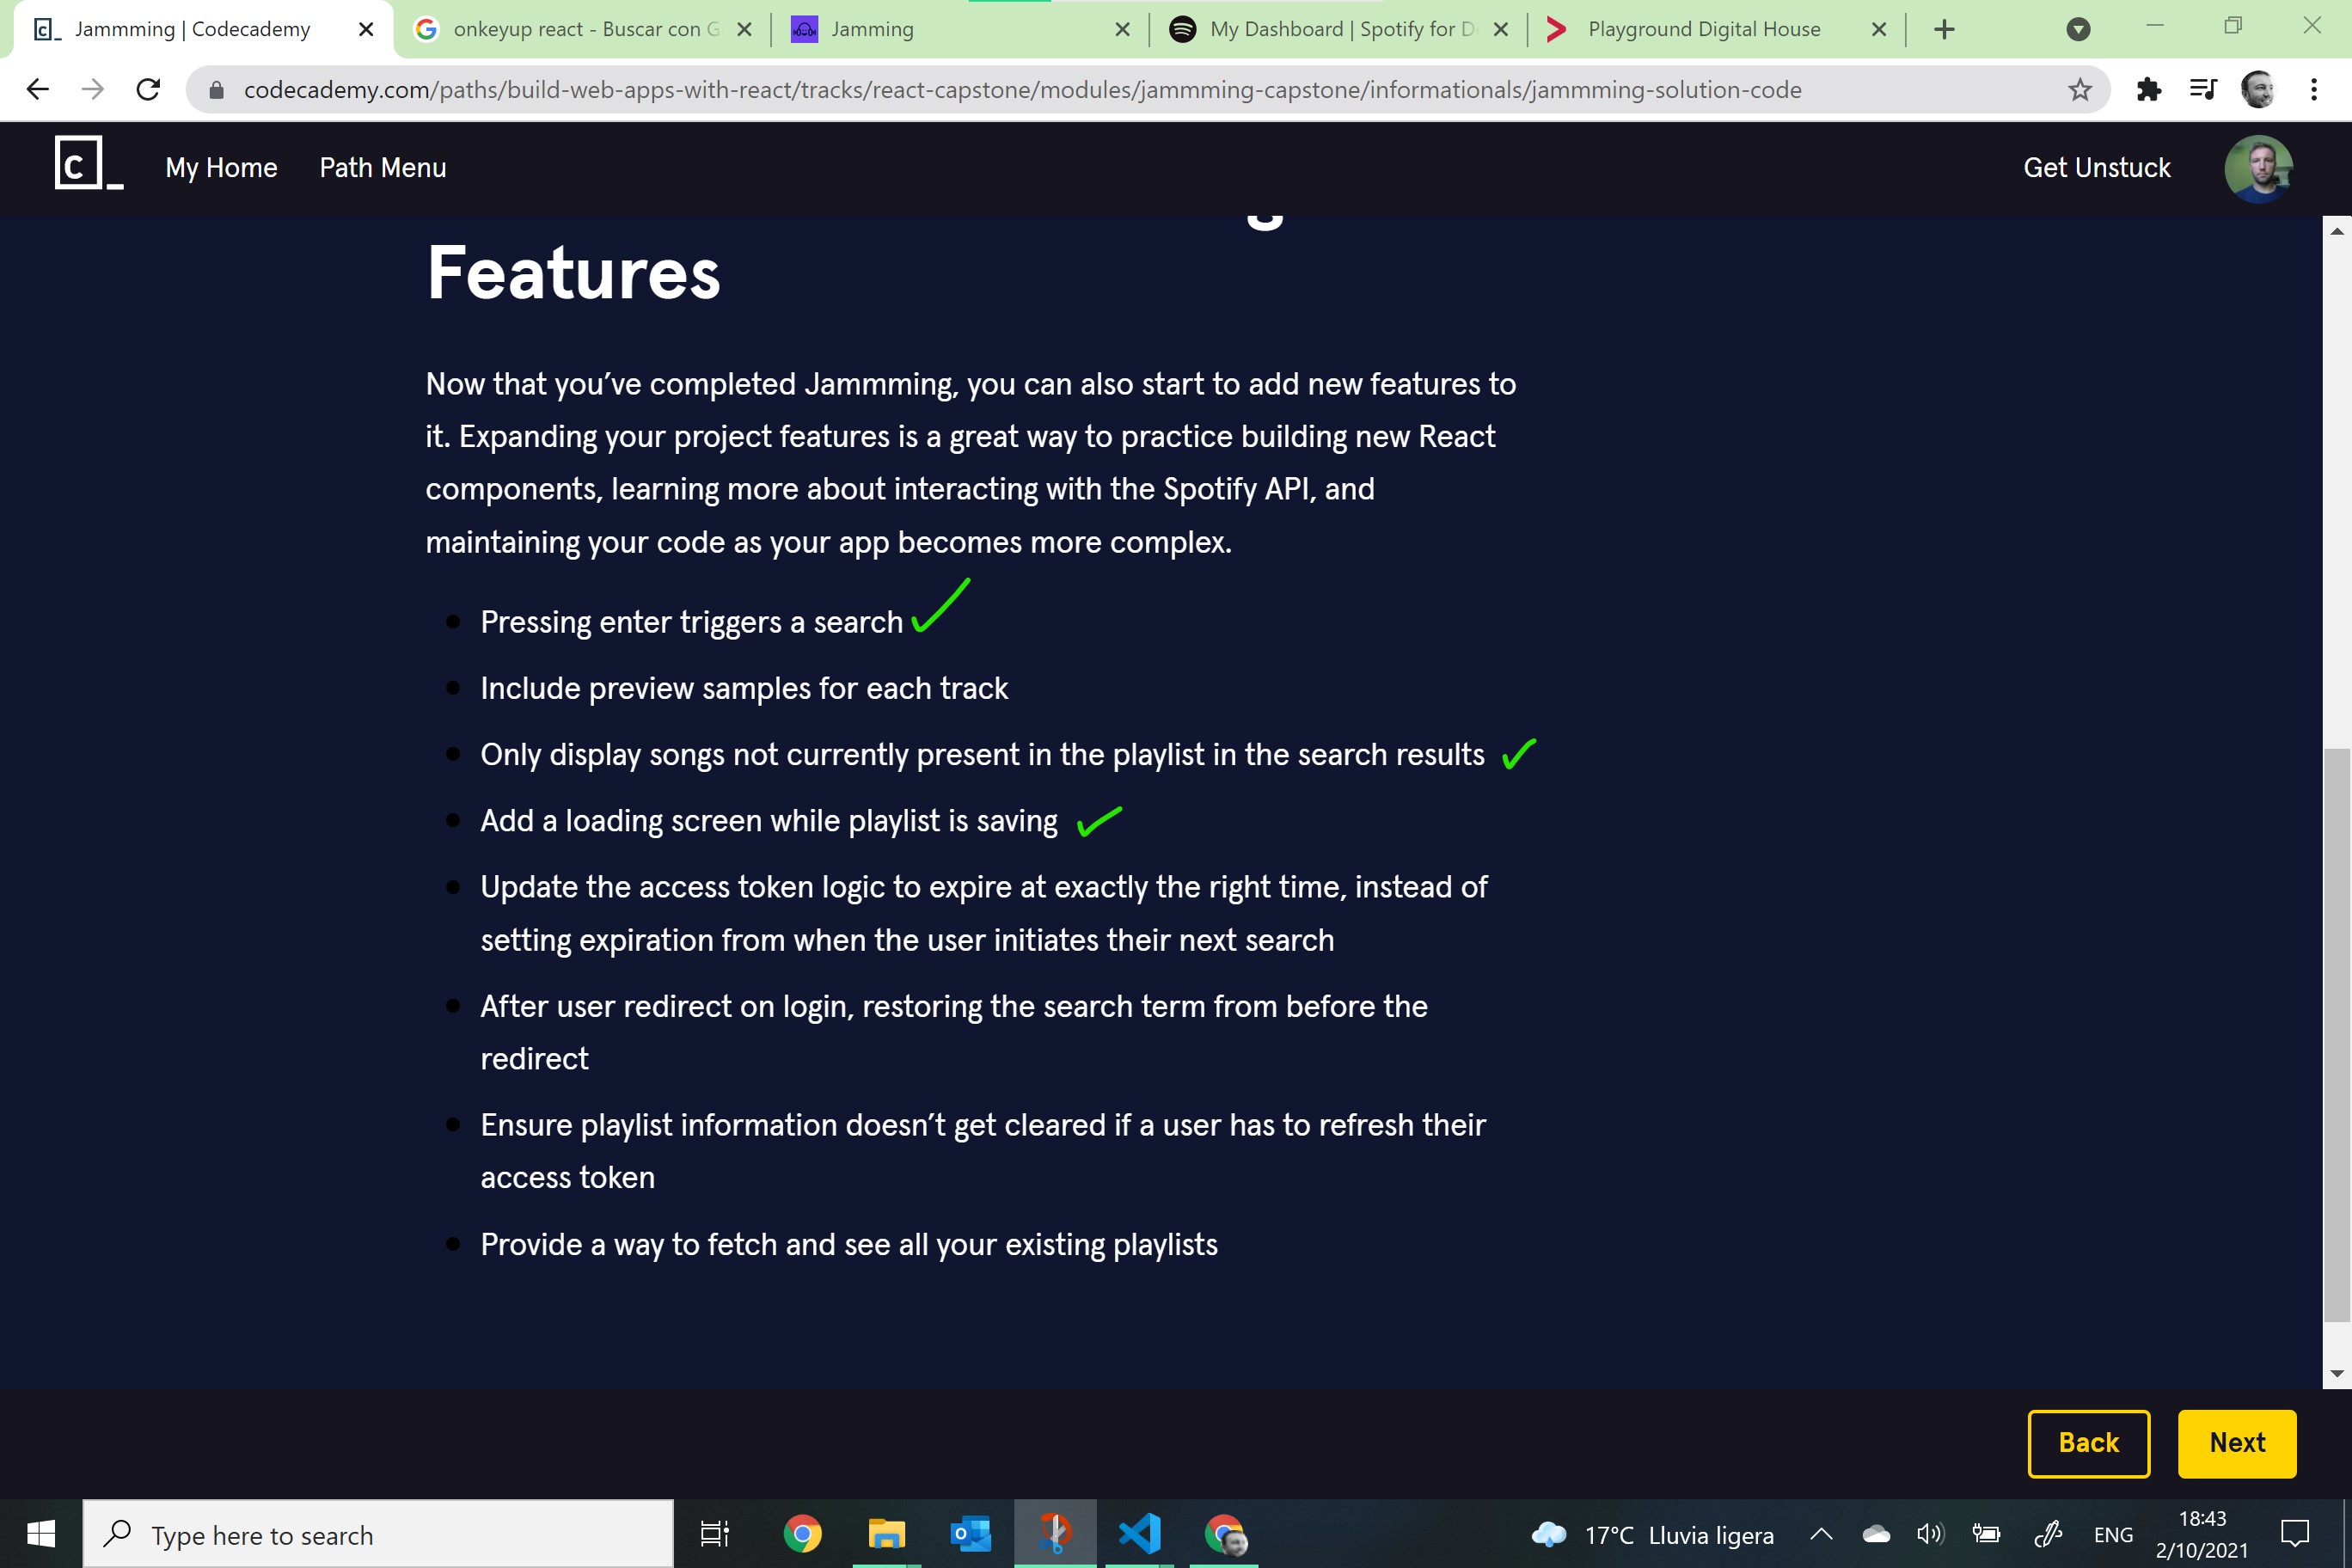 Jammming | Codecademy
onkeyup react - Buscar con G
Jamming
My Dashboard | Spotify for D
Playground Digital House
codecademy.com/paths/build-web-apps-with-react/tracks/react-capstone/modules/jammming-capstone/informationals/jammming-solution-code
My Home
Path Menu
Get Unstuck
Features
Now that you’ve completed Jammming, you can also start to add new features to
it. Expanding your project features is a great way to practice building new React
components, learning more about interacting with the Spotify API, and
maintaining your code as your app becomes more complex.
Pressing enter triggers a search
Include preview samples for each track
Only display songs not currently present in the playlist in the search results
Add a loading screen while playlist is saving
Update the access token logic to expire at exactly the right time, instead of
setting expiration from when the user initiates their next search
After user redirect on login, restoring the search term from before the
redirect
Ensure playlist information doesn’t get cleared if a user has to refresh their
access token
Provide a way to fetch and see all your existing playlists
Back
Next
Type here to search
17°C Lluvia ligera
ENG
18:43
2/10/2021